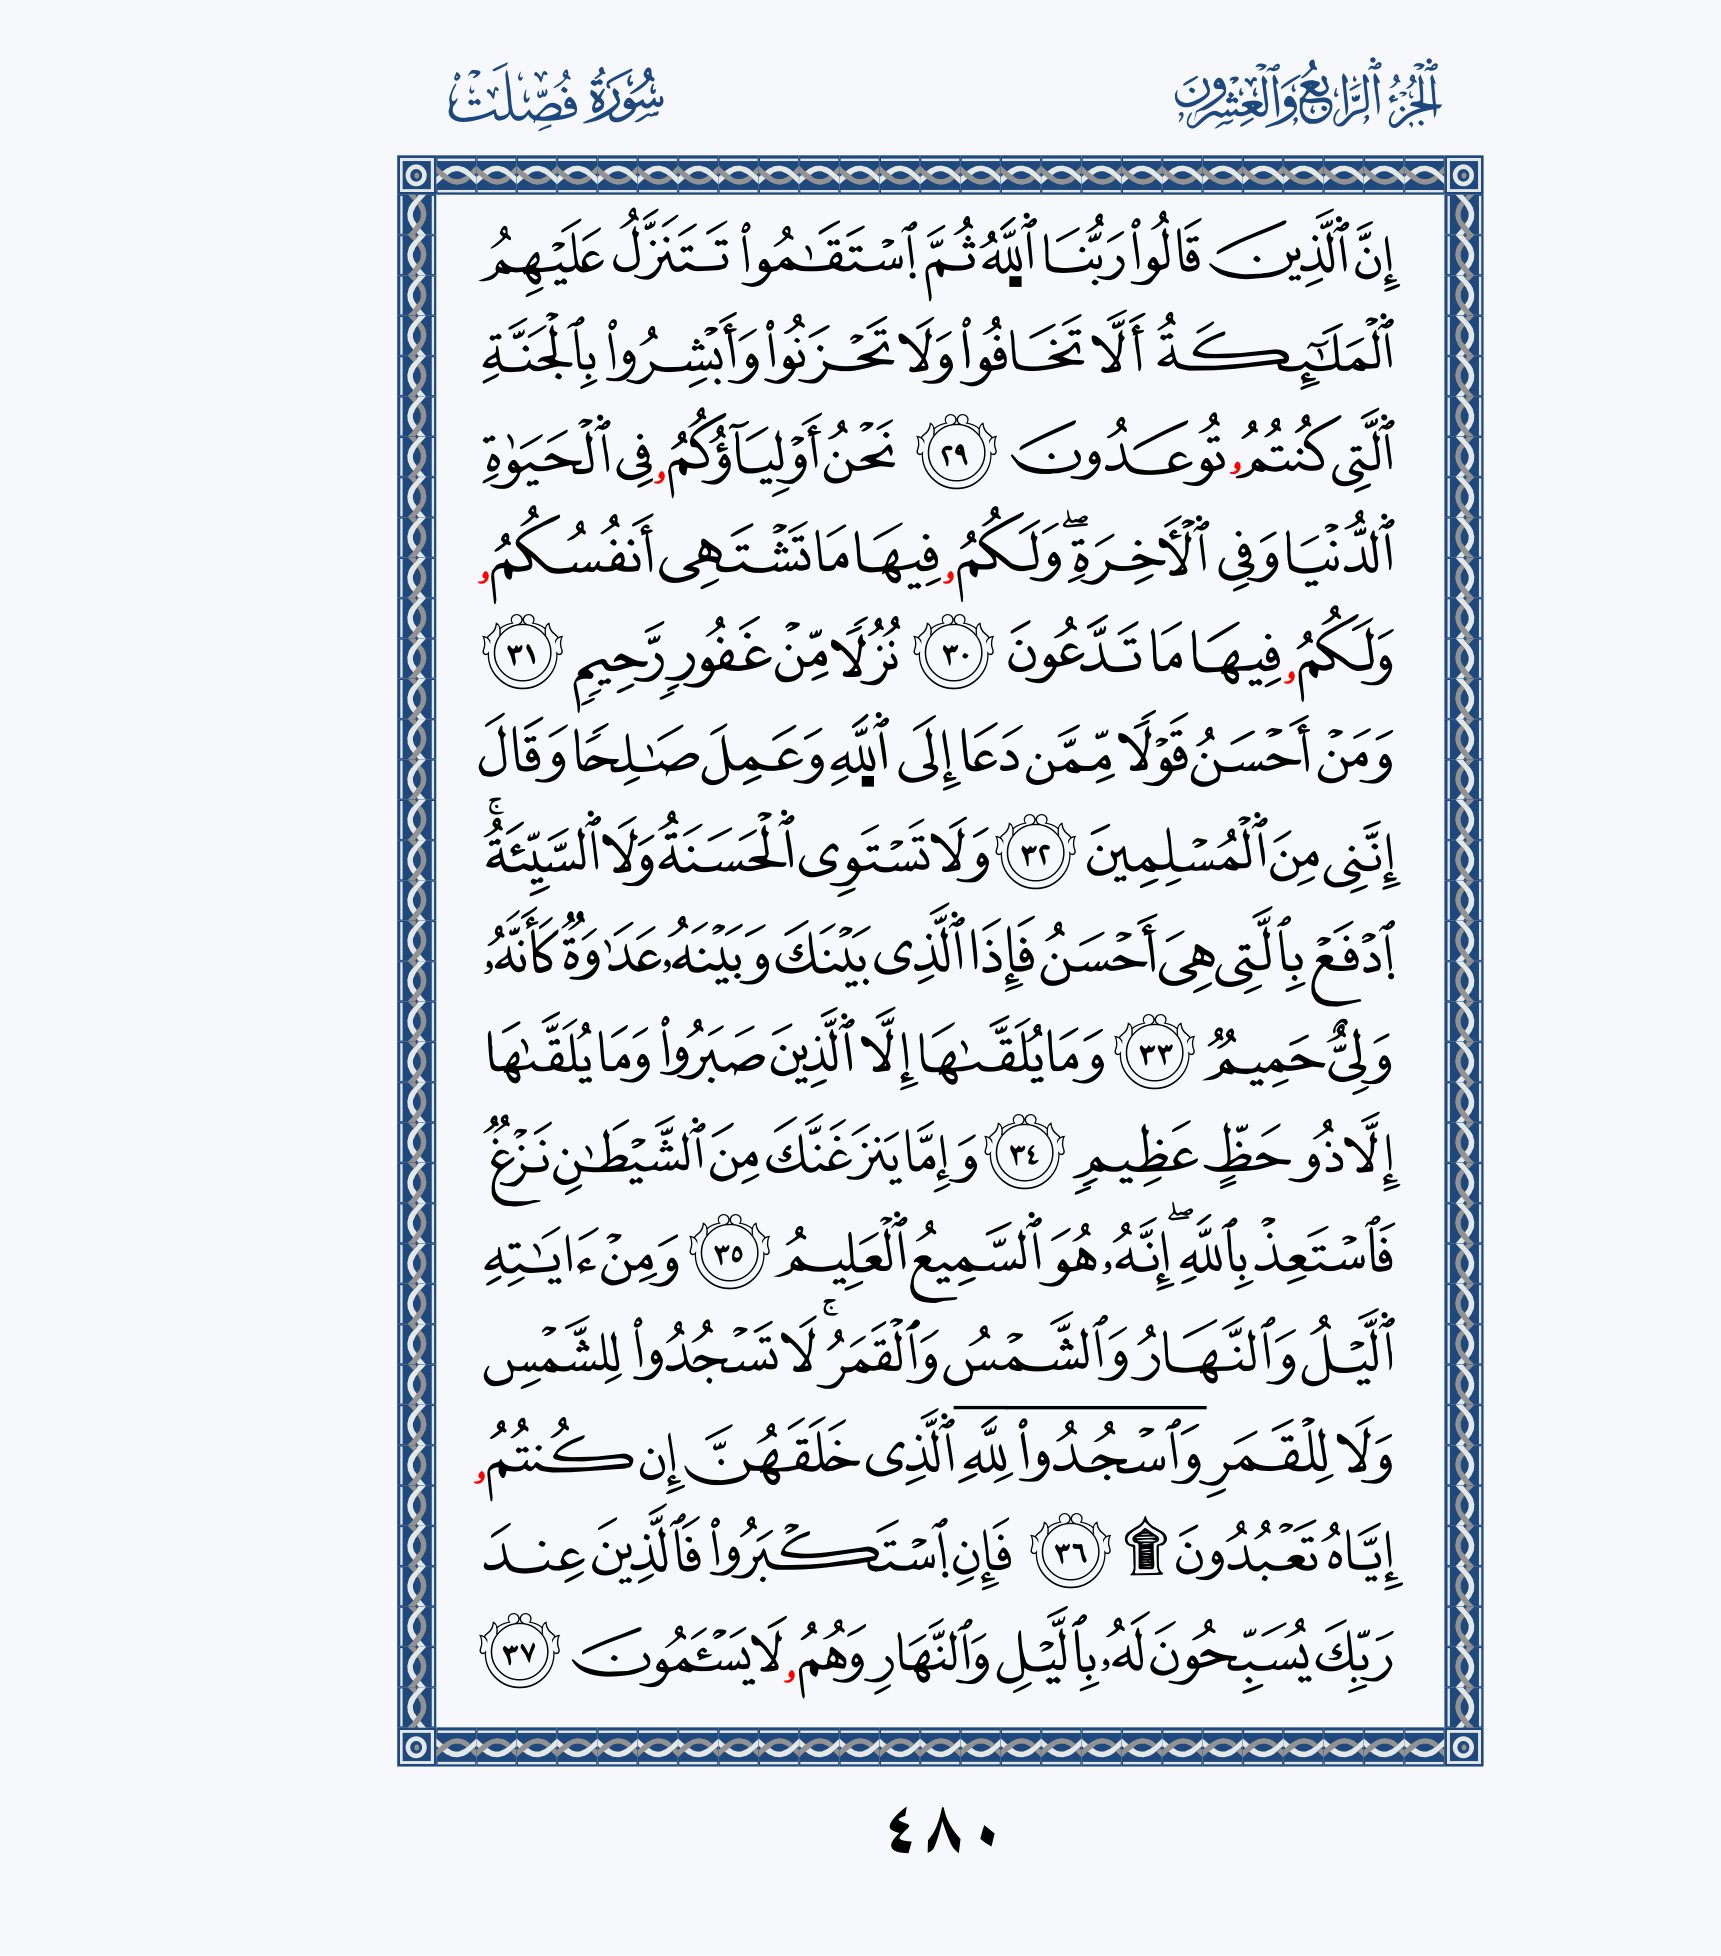 ٱلْجُزْءُ ٱلرَّابِعُ وَٱلْعِشْرُونَ
سُورَةُ فُصِّلَتْ
إِنَّ ٱلَّذِينَ قَالُوا۟ رَبُّنَا ٱللَّهُ ثُمَّ ٱسْتَقَٰمُوا۟ تَتَنَزَّلُ عَلَيْهِمُ
ٱلْمَلَٰٓئِكَةُ أَلَّا تَخَافُوا۟ وَلَا تَحْزَنُوا۟ وَأَبْشِرُوا۟ بِالْجَنَّةِ
ٱلَّتِى كُنتُمُۥ تُوعَدُونَ ٢٩ نَحْنُ أَوْلِيَآؤُكُمُۥ فِى ٱلْحَيَوٰةِ
ٱلدُّنْيَا وَفِى ٱلْأَخِرَةِۖ وَلَكُمُۥ فِيهَا مَا تَشْتَهِى أَنفُسُكُمُۥ
وَلَكُمُۥ فِيهَا مَا تَدَّعُونَ ٣٠ نُزُلًا مِّنْ غَفُورٍ رَّحِيمٍ ٣١
وَمَنْ أَحْسَنُ قَوْلًا مِّمَّن دَعَا إِلَى ٱللَّهِ وَعَمِلَ صَٰلِحًا وَقَالَ
إِنَّنِى مِنَ ٱلْمُسْلِمِينَ ٣٢ وَلَا تَسْتَوِى ٱلْحَسَنَةُ وَلَا ٱلسَّيِّئَةُۚ
ٱدْفَعْ بِٱلَّتِى هِىَ أَحْسَنُ فَإِذَا ٱلَّذِى بَيْنَكَ وَبَيْنَهُۥ عَدَٰوَةٌ كَأَنَّهُۥ
وَلِىٌّ حَمِيمٌ ٣٣ وَمَا يُلَقَّىٰهَا إِلَّا ٱلَّذِينَ صَبَرُوا۟ وَمَا يُلَقَّىٰهَا
إِلَّا ذُو حَظٍّ عَظِيمٍ ٣٤ وَإِمَّا يَنزَغَنَّكَ مِنَ ٱلشَّيْطَٰنِ نَزْغٌ
فَٱسْتَعِذْ بِٱللَّهِۖ إِنَّهُۥ هُوَ ٱلسَّمِيعُ ٱلْعَلِيمُ ٣٥ وَمِنْ ءَايَٰتِهِ
ٱلَّيْلُ وَٱلنَّهَارُ وَٱلشَّمْسُ وَٱلْقَمَرُۚ لَا تَسْجُدُوا۟ لِلشَّمْسِ
وَلَا لِلْقَمَرِ وَٱسْجُدُوا۟ لِلَّهِ ٱلَّذِى خَلَقَهُنَّ إِن كُنتُمُۥ
إِيَّاهُ تَعْبُدُونَ ۩ ٣٦ فَإِنِ ٱسْتَكْبَرُوا۟ فَٱلَّذِينَ عِندَ
رَبِّكَ يُسَبِّحُونَ لَهُۥ بِٱلَّيْلِ وَٱلنَّهَارِ وَهُمُۥ لَا يَسْـَٔمُونَ ٣٧
٤٨٠